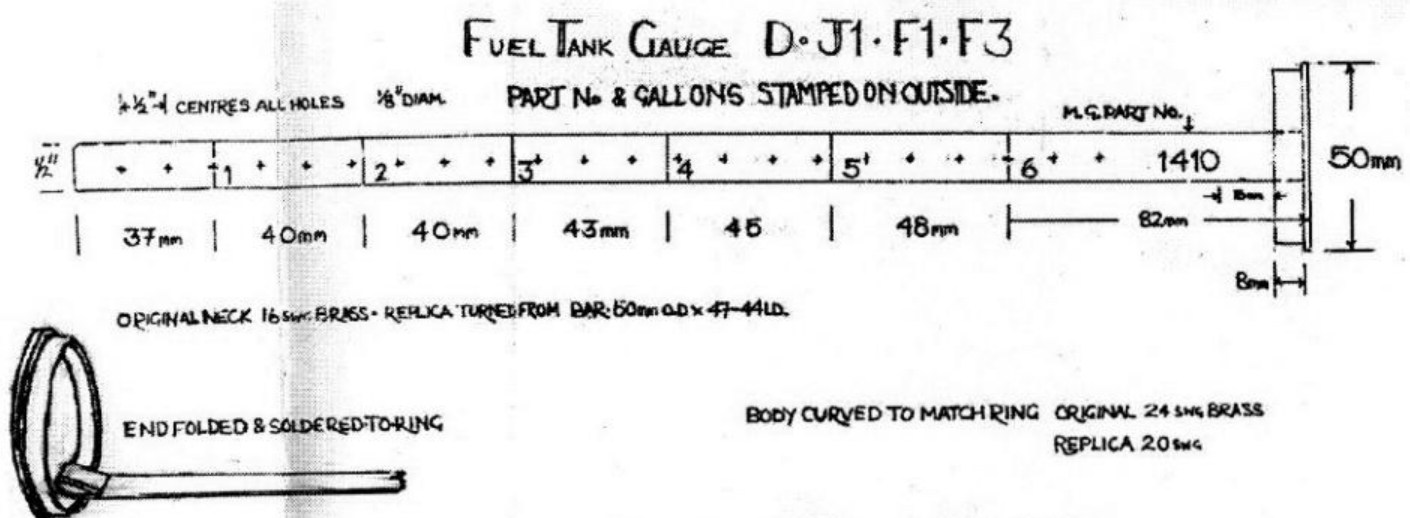 FUEL TANK GAUGE D·J1·F1·F3
½" CENTRES ALL HOLES ⅛" DIAM.
PART No & GALLONS STAMPED ON OUTSIDE.
M.G. PART NO.
½"
1 2 3 4 5 6 1410
50mm
37mm 40mm 40mm 43mm 45 48mm 82mm
8mm
ORIGINAL NECK 16 SWG BRASS - REPLICA TURNED FROM BAR: 50mm O.D x 47-44 I.D.
END FOLDED & SOLDERED TO RING
BODY CURVED TO MATCH RING ORIGINAL 24 SWG BRASS
REPLICA 20 SWG